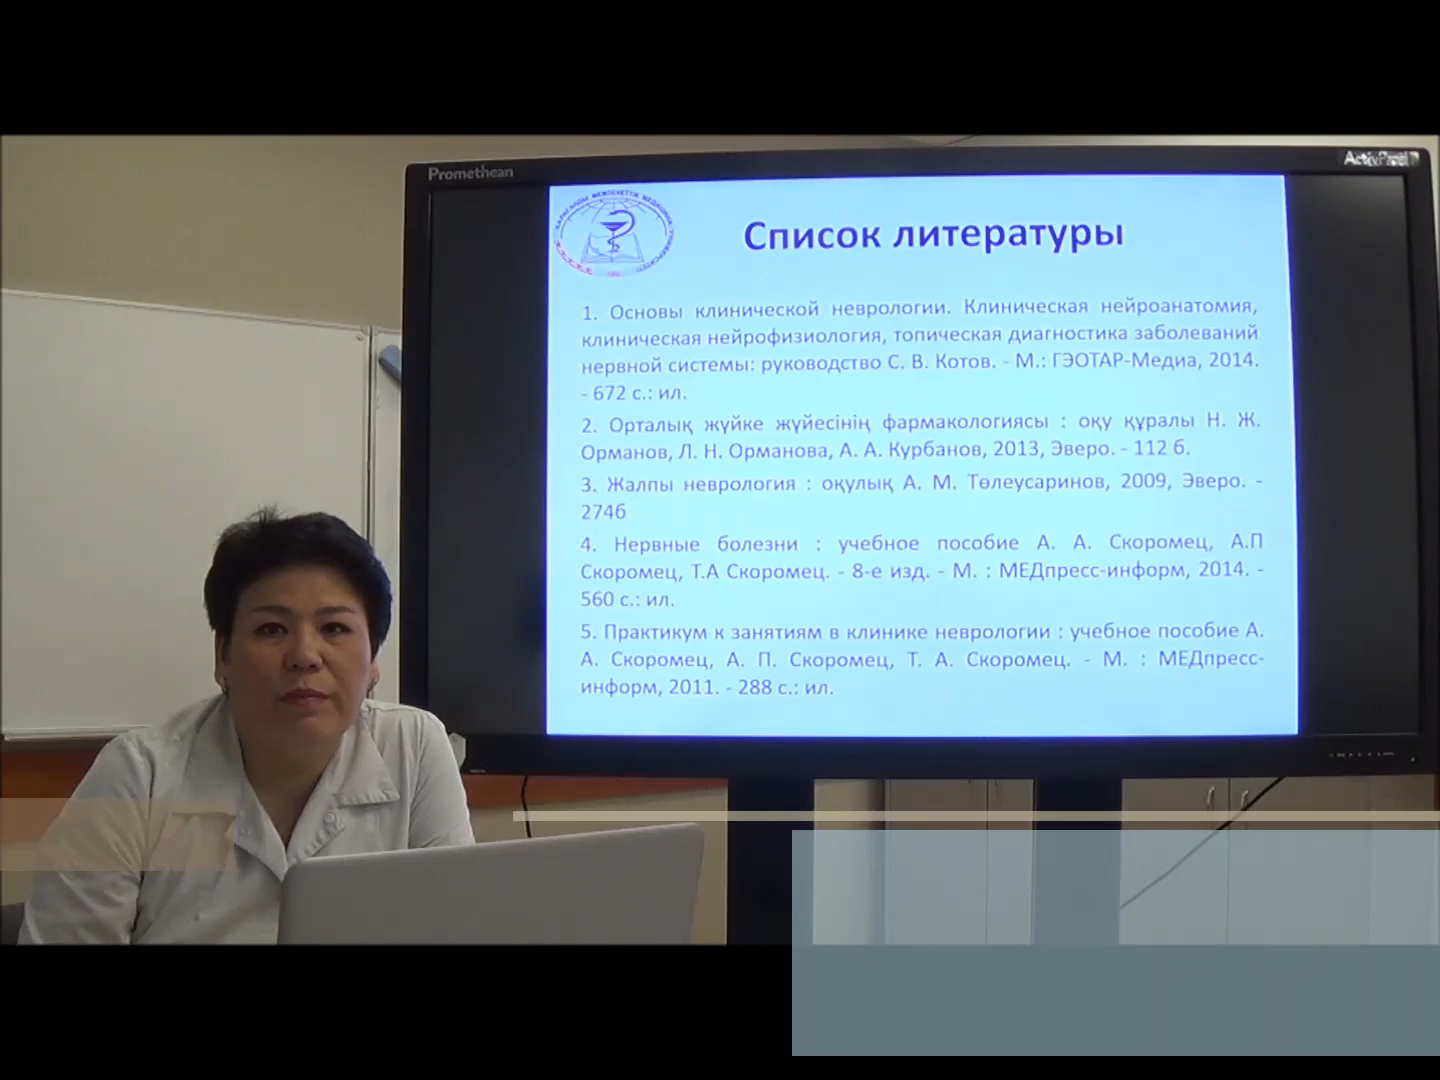 Promethean
ActivPanel
Список литературы
1. Основы клинической неврологии. Клиническая нейроанатомия,
клиническая нейрофизиология, топическая диагностика заболеваний
нервной системы: руководство С. В. Котов. - М.: ГЭОТАР-Медиа, 2014.
- 672 с.: ил.
2. Орталық жүйке жүйесінің фармакологиясы : оқу құралы Н. Ж.
Орманов, Л. Н. Орманова, А. А. Курбанов, 2013, Эверо. - 112 б.
3. Жалпы неврология : оқулық А. М. Төлеусаринов, 2009, Эверо. -
274б
4. Нервные болезни : учебное пособие А. А. Скоромец, А.П
Скоромец, Т.А Скоромец. - 8-е изд. - М. : МЕДпресс-информ, 2014. -
560 с.: ил.
5. Практикум к занятиям в клинике неврологии : учебное пособие А.
А. Скоромец, А. П. Скоромец, Т. А. Скоромец. - М. : МЕДпресс-
информ, 2011. - 288 с.: ил.